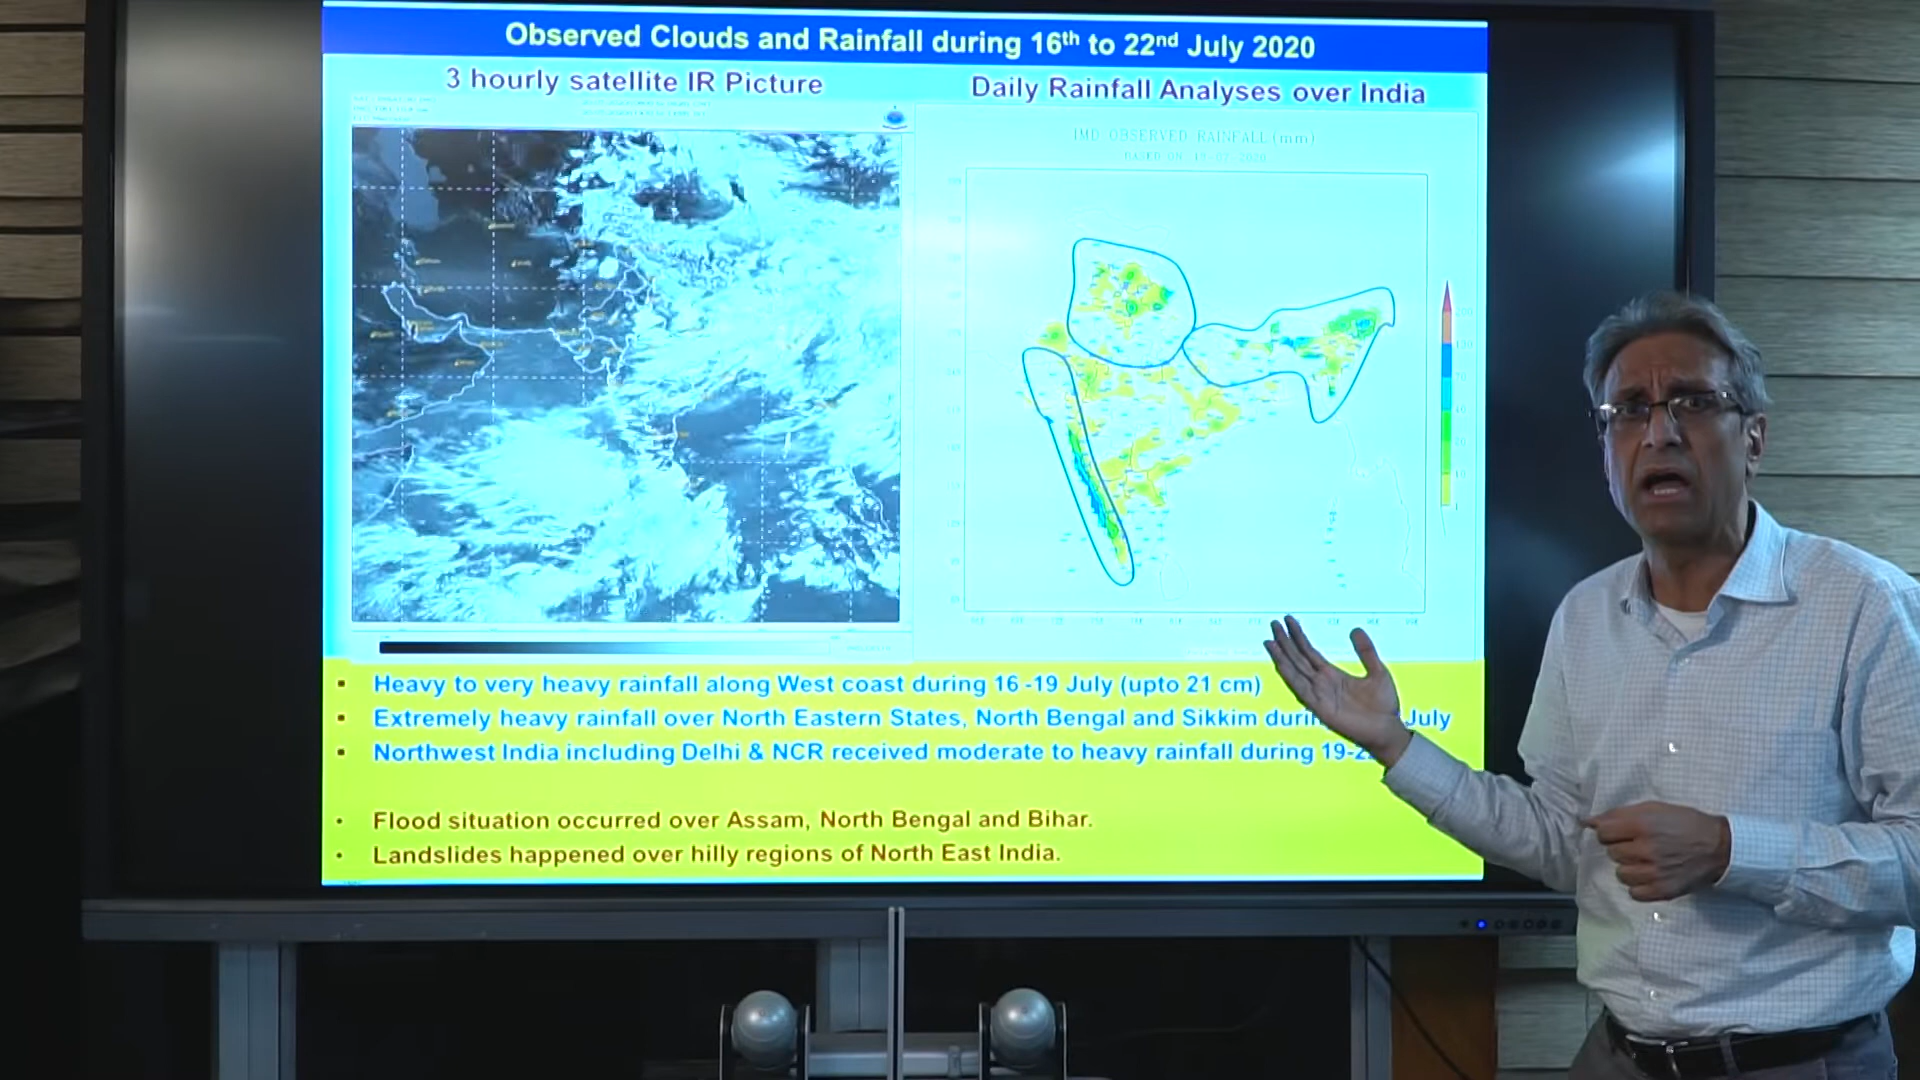 Observed Clouds and Rainfall during 16th to 22nd July 2020
3 hourly satellite IR Picture
Daily Rainfall Analyses over India
IMD OBSERVED RAINFALL(mm)
▪ Heavy to very heavy rainfall along West coast during 16 -19 July (upto 21 cm)
▪ Extremely heavy rainfall over North Eastern States, North Bengal and Sikkim July
▪ Northwest India including Delhi & NCR received moderate to heavy rainfall during
• Flood situation occurred over Assam, North Bengal and Bihar.
• Landslides happened over hilly regions of North East India.